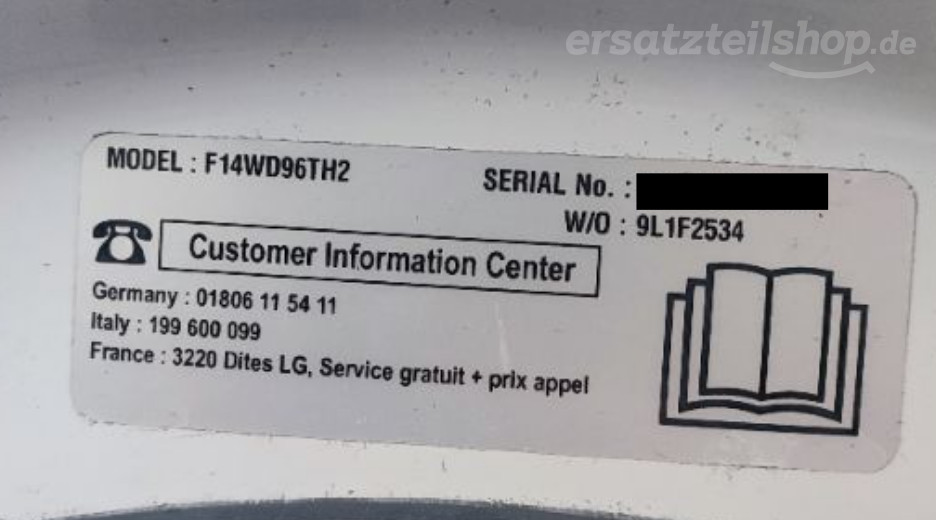 ersatzteilshop.de
MODEL : F14WD96TH2
SERIAL No. :
W/O : 9L1F2534
Customer Information Center
Germany : 01806 11 54 11
Italy : 199 600 099
France : 3220 Dites LG, Service gratuit + prix appel